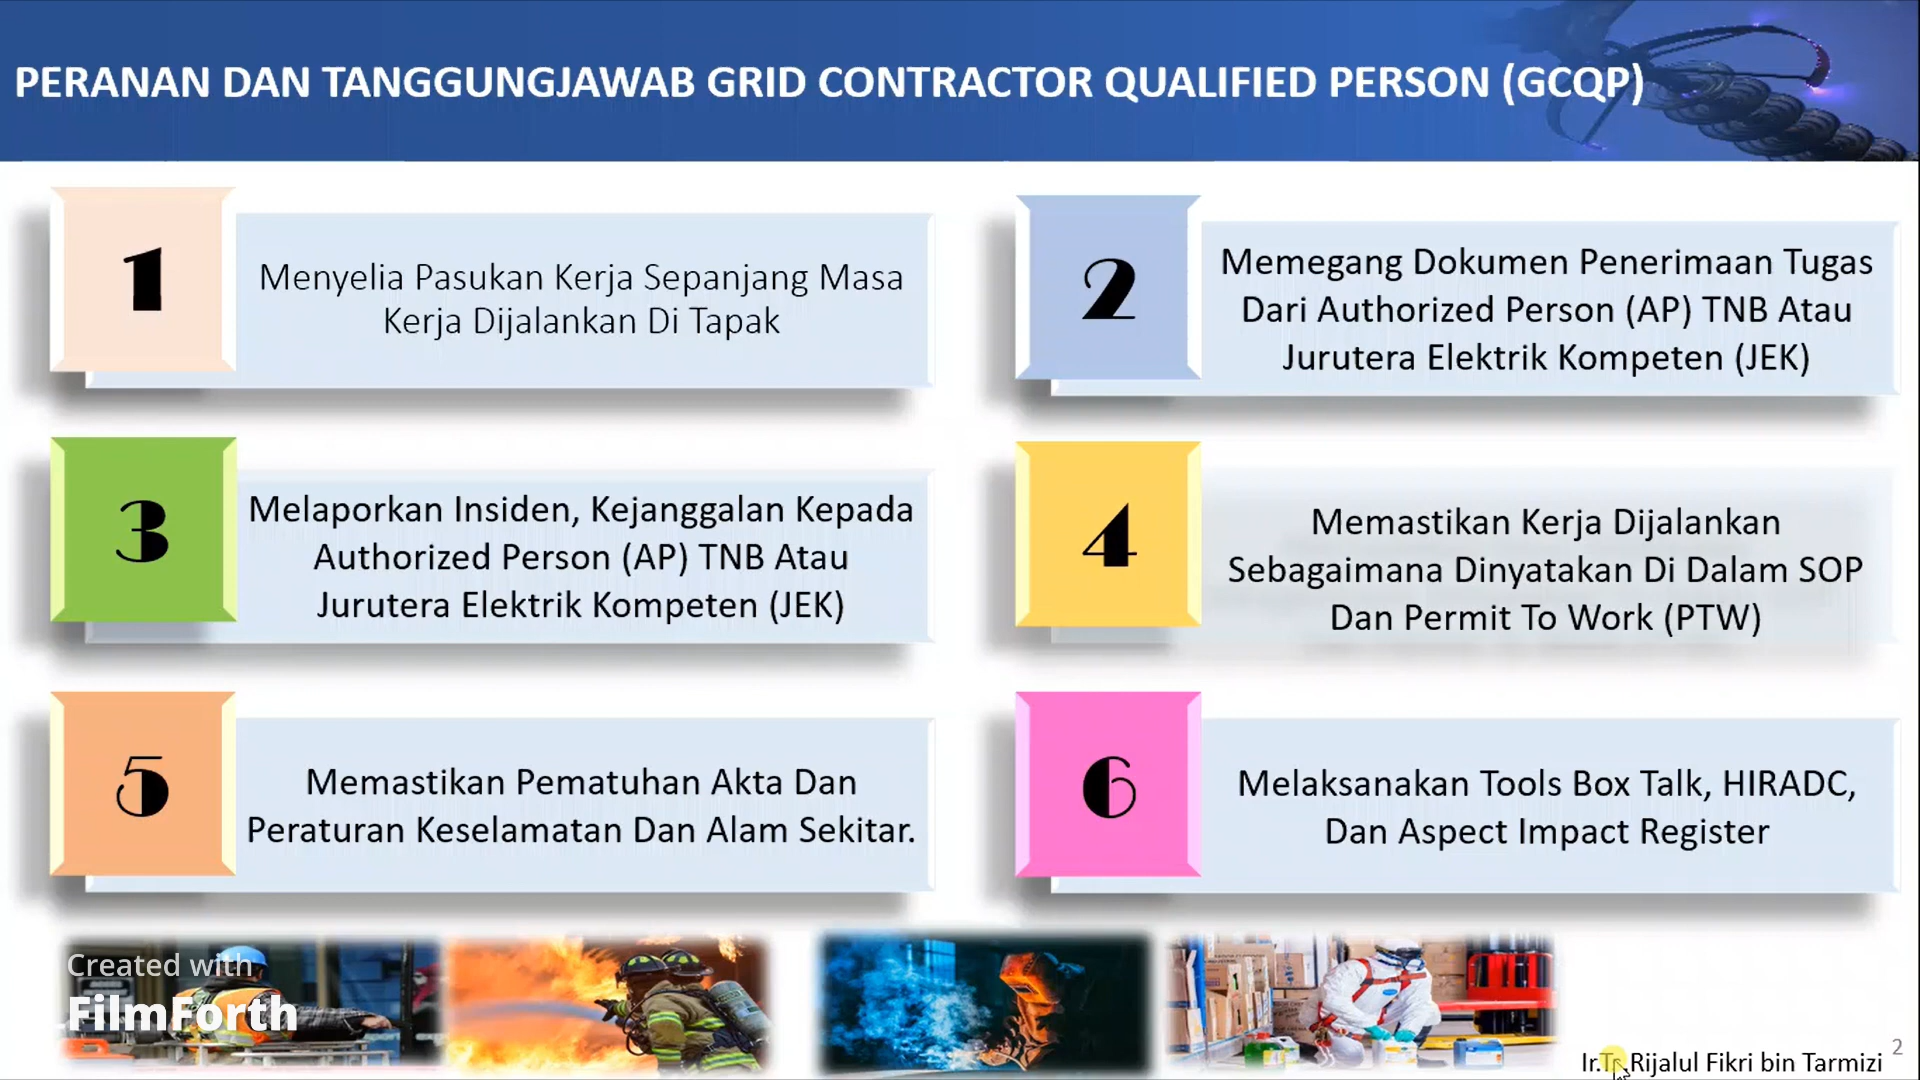 PERANAN DAN TANGGUNGJAWAB GRID CONTRACTOR QUALIFIED PERSON (GCQP)
1
Menyelia Pasukan Kerja Sepanjang Masa
Kerja Dijalankan Di Tapak
2
Memegang Dokumen Penerimaan Tugas
Dari Authorized Person (AP) TNB Atau
Jurutera Elektrik Kompeten (JEK)
3
Melaporkan Insiden, Kejanggalan Kepada
Authorized Person (AP) TNB Atau
Jurutera Elektrik Kompeten (JEK)
4
Memastikan Kerja Dijalankan
Sebagaimana Dinyatakan Di Dalam SOP
Dan Permit To Work (PTW)
5
Memastikan Pematuhan Akta Dan
Peraturan Keselamatan Dan Alam Sekitar.
6
Melaksanakan Tools Box Talk, HIRADC,
Dan Aspect Impact Register
Created with
FilmForth
2
Ir.Ts.Rijalul Fikri bin Tarmizi